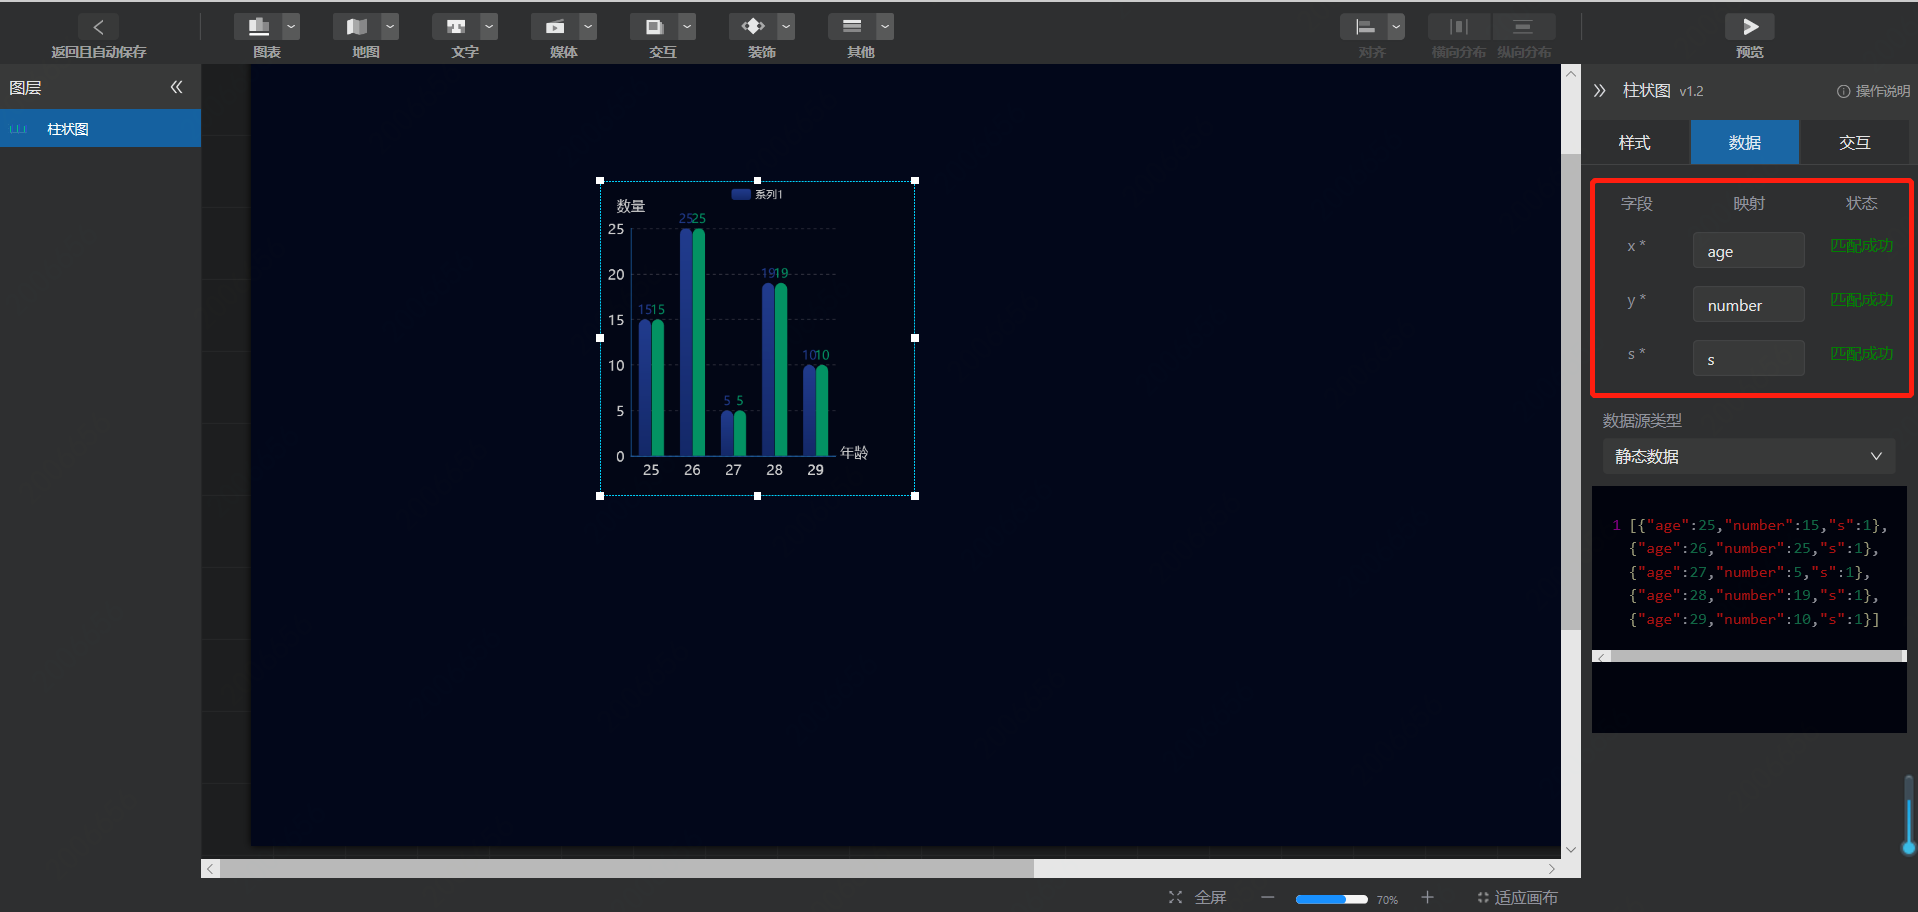 返回且自动保存
图表
地图
文字
媒体
交互
装饰
其他
对齐
横向分布
纵向分布
预览
图层
柱状图
系列1
数量
25
20
15
10
5
0
1515
2525
5 5
1919
1010
25 26 27 28 29
年龄
柱状图 v1.2
操作说明
样式 数据 交互
字段 映射 状态
x * age 匹配成功
y * number 匹配成功
s * s 匹配成功
数据源类型
静态数据
1 [{"age":25,"number":15,"s":1},
{"age":26,"number":25,"s":1},
{"age":27,"number":5,"s":1},
{"age":28,"number":19,"s":1},
{"age":29,"number":10,"s":1}]
全屏 70% 适应画布